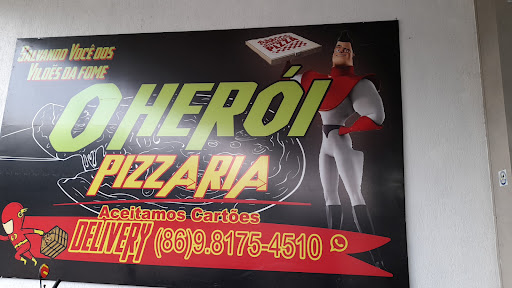 Salvando Você dos
Vilões da Fome
O HERÓI
PIZZARIA
Aceitamos Cartões
DELIVERY (86)9.8175-4510